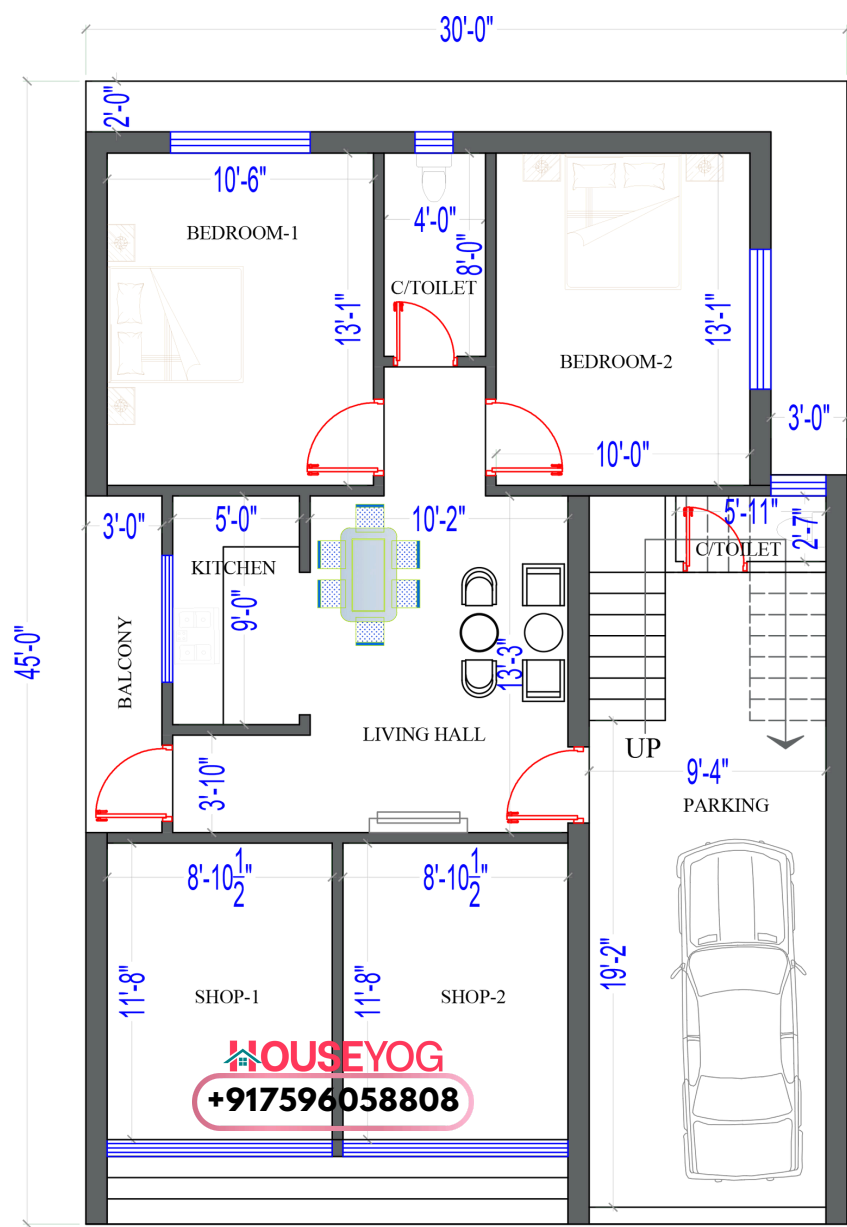 30'-0"
2'-0"
10'-6"
4'-0"
8'-0"
BEDROOM-1
C/TOILET
13'-1"
13'-1"
BEDROOM-2
3'-0"
10'-0"
3'-0"
5'-0"
10'-2"
5'-11"
2'-7"
C/TOILET
KITCHEN
9'-0"
45'-0"
BALCONY
13'-3"
LIVING HALL
UP
3'-10"
9'-4"
PARKING
8'-10 1/2"
8'-10 1/2"
11'-8"
11'-8"
19'-2"
SHOP-1
SHOP-2
HOUSEYOG
+917596058808